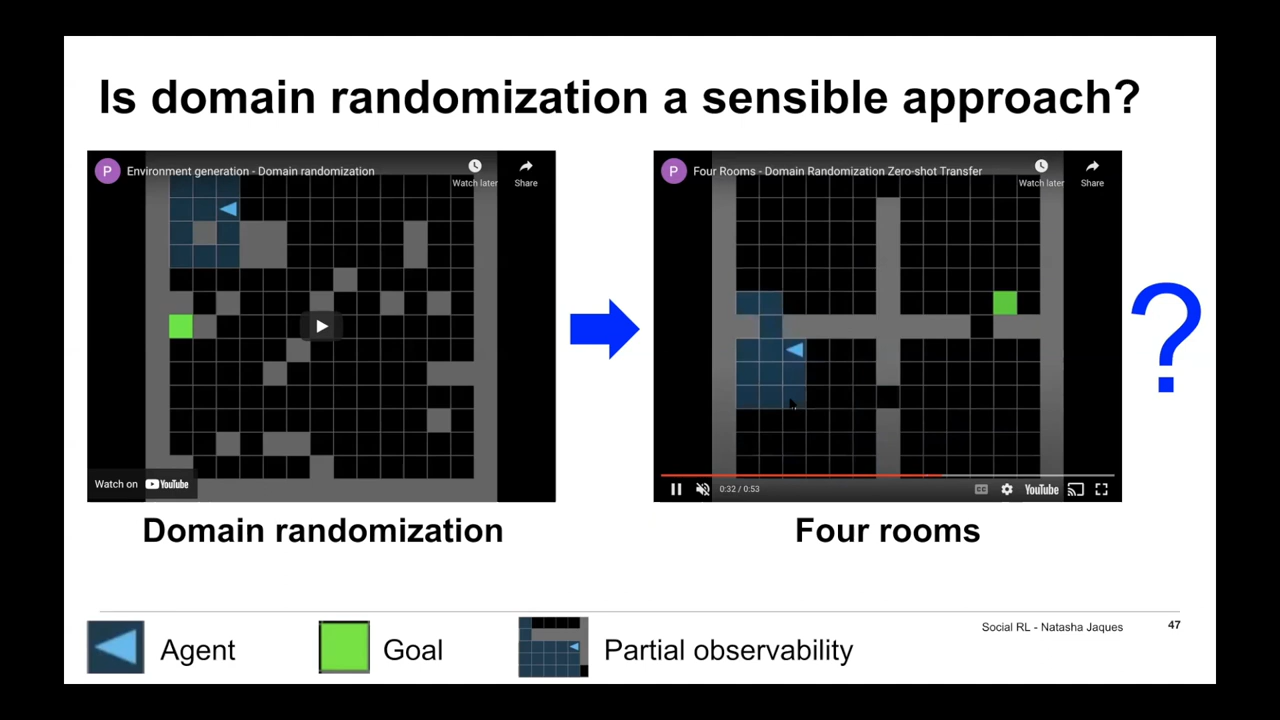 Is domain randomization a sensible approach?
P Environment generation - Domain randomization
Watch later
Share
Watch on YouTube
P Four Rooms - Domain Randomization Zero-shot Transfer
Watch later
Share
0:32 / 0:53
CC
YouTube
?
Domain randomization
Four rooms
Social RL - Natasha Jaques
47
Agent
Goal
Partial observability